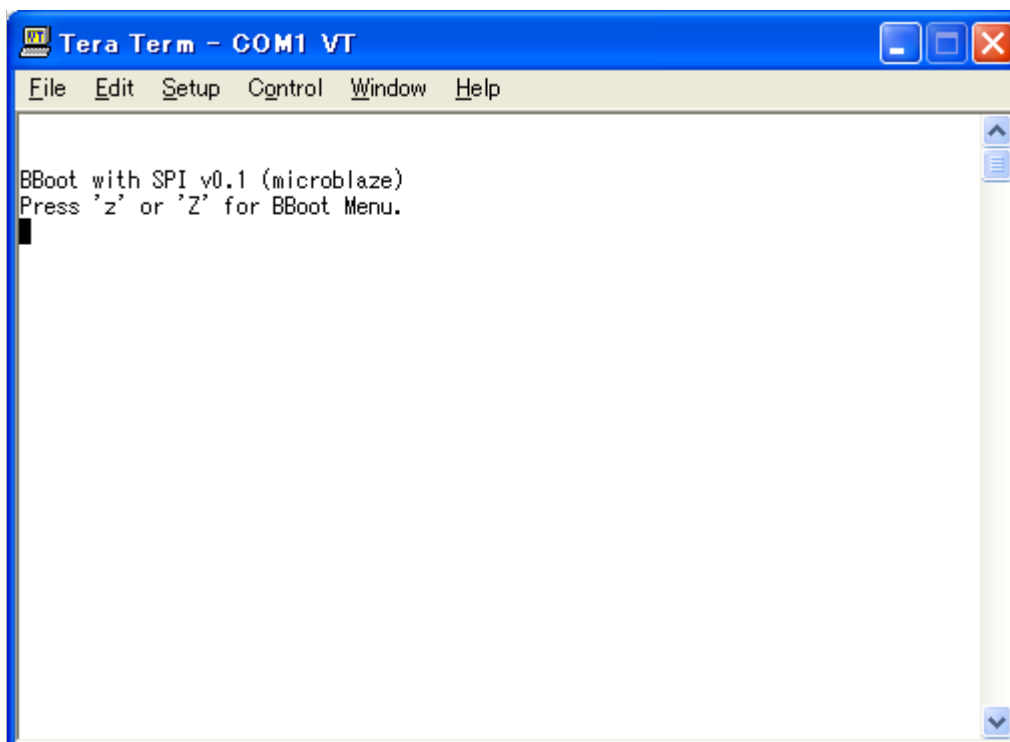 Tera Term - COM1 VT
File Edit Setup Control Window Help
BBoot with SPI v0.1 (microblaze)
Press 'z' or 'Z' for BBoot Menu.